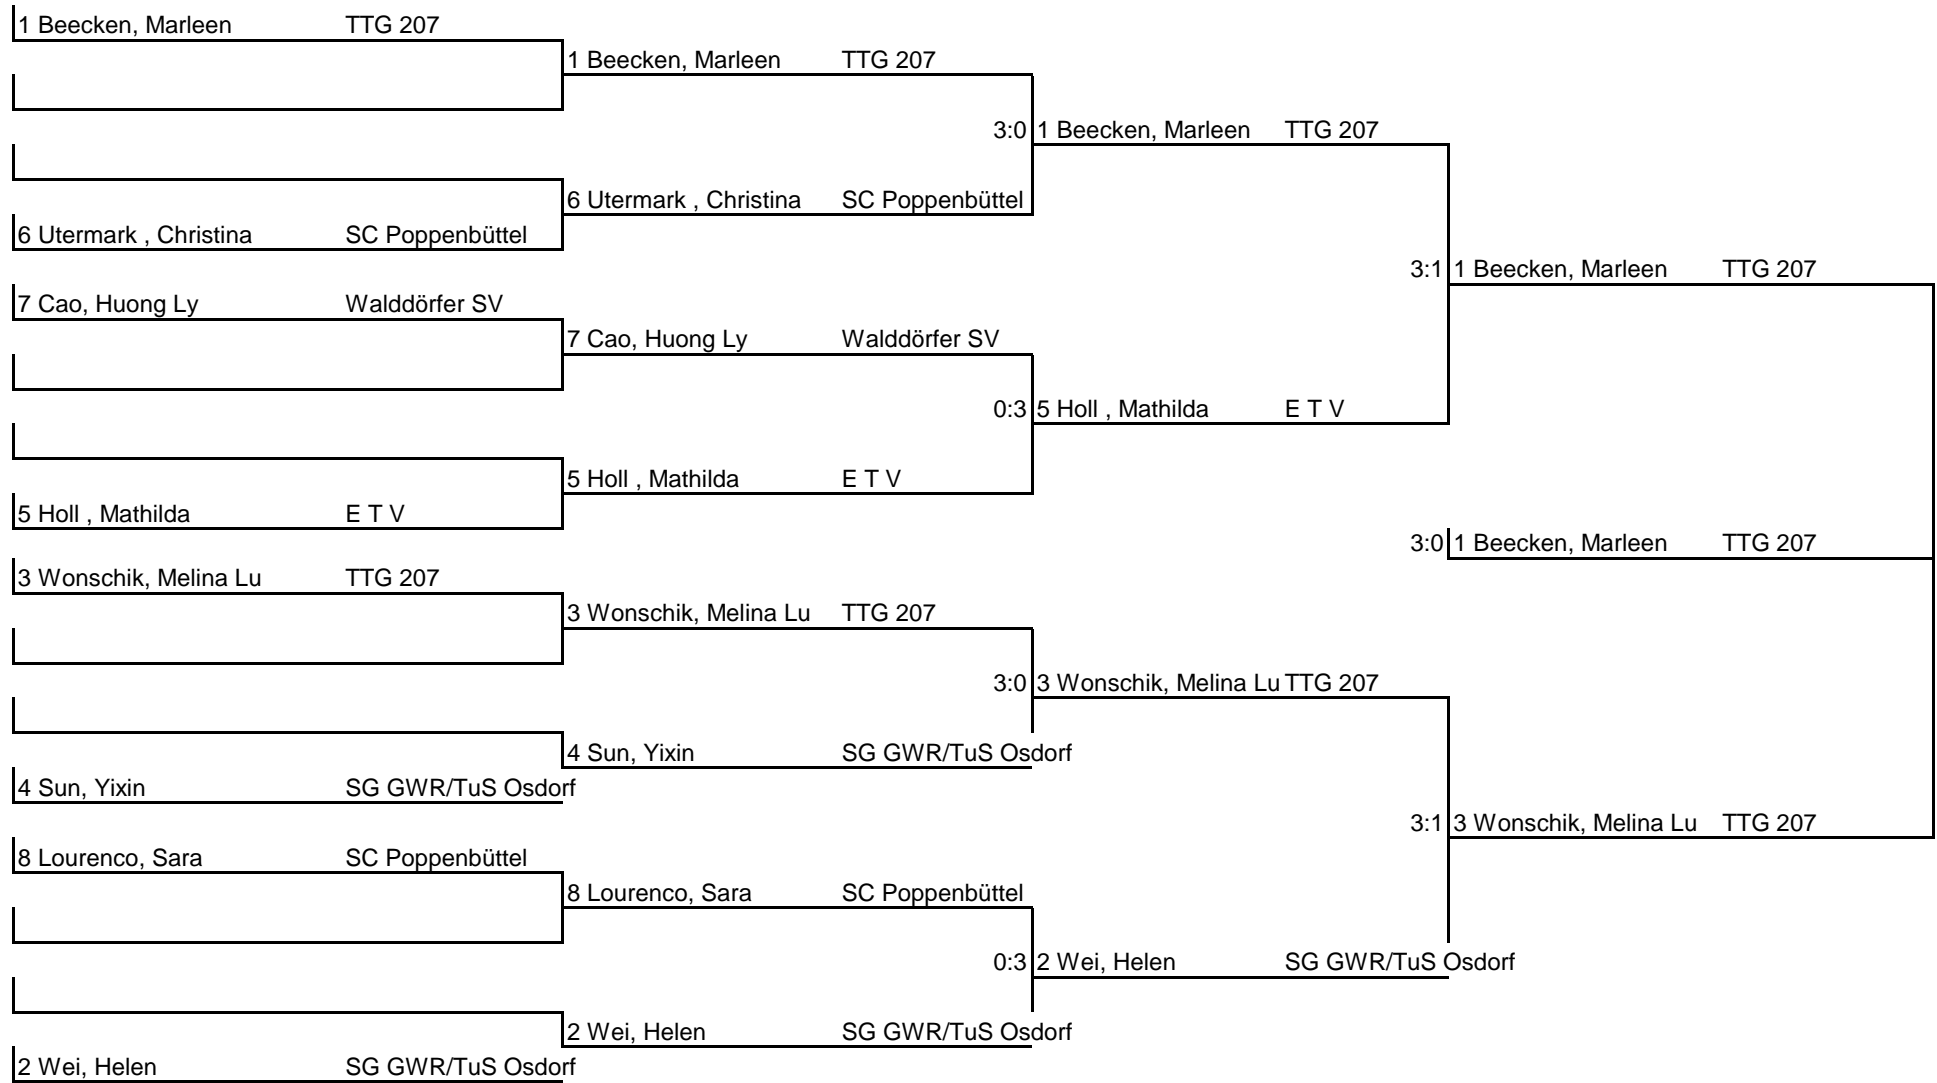 1 Beecken, Marleen TTG 207
1 Beecken, Marleen TTG 207
3:0 1 Beecken, Marleen TTG 207
6 Utermark , Christina SC Poppenbüttel
6 Utermark , Christina SC Poppenbüttel
3:1 1 Beecken, Marleen TTG 207
7 Cao, Huong Ly Walddörfer SV
7 Cao, Huong Ly Walddörfer SV
0:3 5 Holl , Mathilda E T V
5 Holl , Mathilda E T V
5 Holl , Mathilda E T V
3:0 1 Beecken, Marleen TTG 207
3 Wonschik, Melina Lu TTG 207
3 Wonschik, Melina Lu TTG 207
3:0 3 Wonschik, Melina Lu TTG 207
4 Sun, Yixin SG GWR/TuS Osdorf
4 Sun, Yixin SG GWR/TuS Osdorf
3:1 3 Wonschik, Melina Lu TTG 207
8 Lourenco, Sara SC Poppenbüttel
8 Lourenco, Sara SC Poppenbüttel
0:3 2 Wei, Helen SG GWR/TuS Osdorf
2 Wei, Helen SG GWR/TuS Osdorf
2 Wei, Helen SG GWR/TuS Osdorf